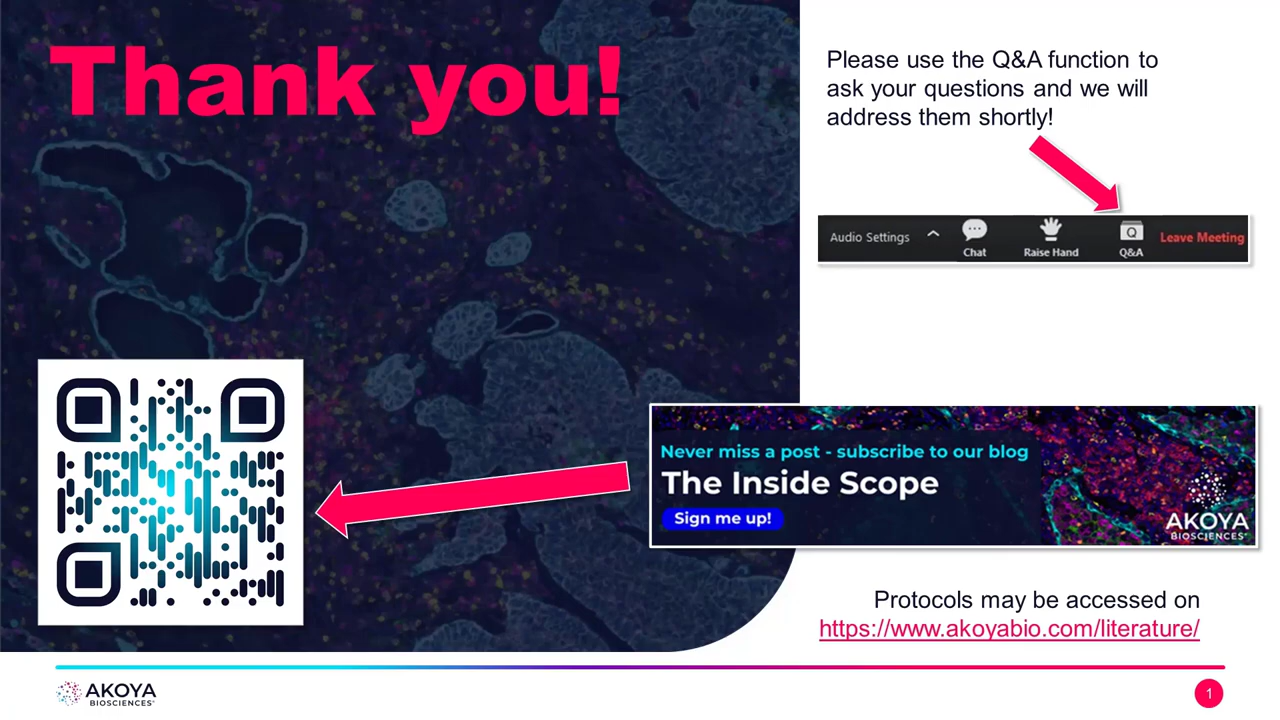 Thank you!
Please use the Q&A function to
ask your questions and we will
address them shortly!
Audio Settings
Chat
Raise Hand
Q
Q&A
Leave Meeting
Never miss a post - subscribe to our blog
The Inside Scope
Sign me up!
AKOYA
BIOSCIENCES
Protocols may be accessed on
https://www.akoyabio.com/literature/
AKOYA
BIOSCIENCES
1